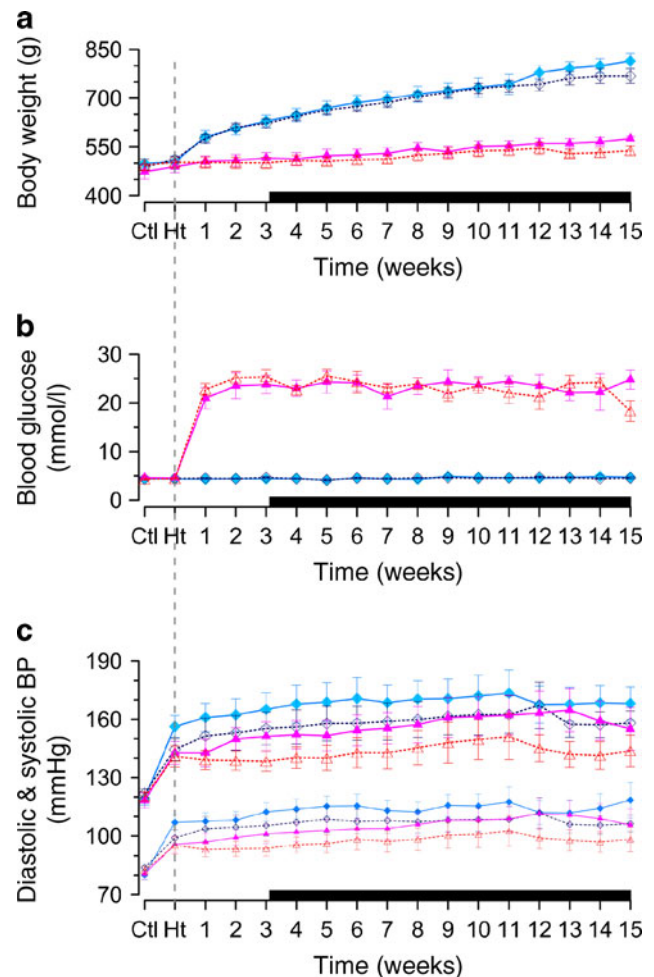 a
Body weight (g)
850
700
550
400
Ctl Ht 1 2 3 4 5 6 7 8 9 10 11 12 13 14 15
Time (weeks)
b
Blood glucose
(mmol/l)
30
20
10
0
Ctl Ht 1 2 3 4 5 6 7 8 9 10 11 12 13 14 15
Time (weeks)
c
Diastolic & systolic BP
(mmHg)
190
160
130
100
70
Ctl Ht 1 2 3 4 5 6 7 8 9 10 11 12 13 14 15
Time (weeks)